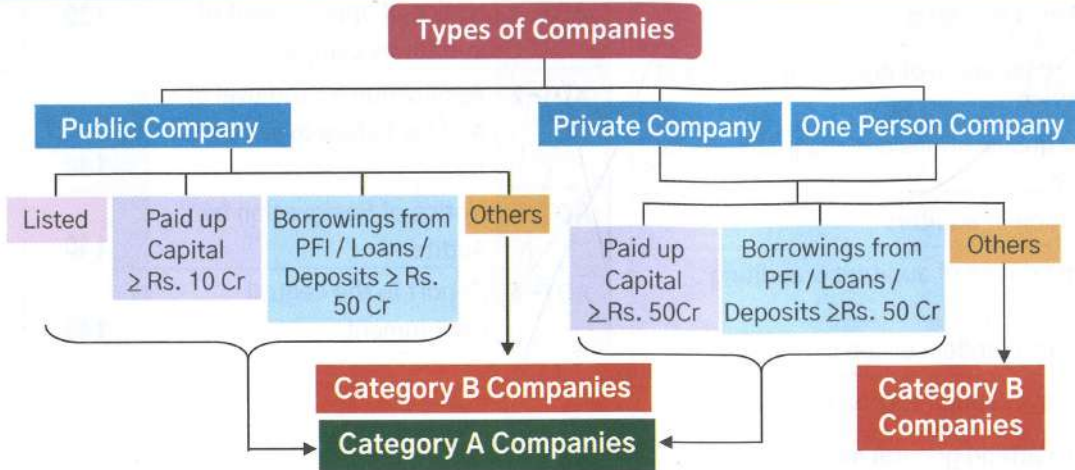 Types of Companies
Public Company
Private Company
One Person Company
Listed
Paid up
Capital
≥ Rs. 10 Cr
Borrowings from
PFI / Loans /
Deposits ≥ Rs.
50 Cr
Others
Paid up
Capital
≥Rs. 50Cr
Borrowings from
PFI / Loans /
Deposits ≥Rs. 50 Cr
Others
Category B Companies
Category A Companies
Category B
Companies